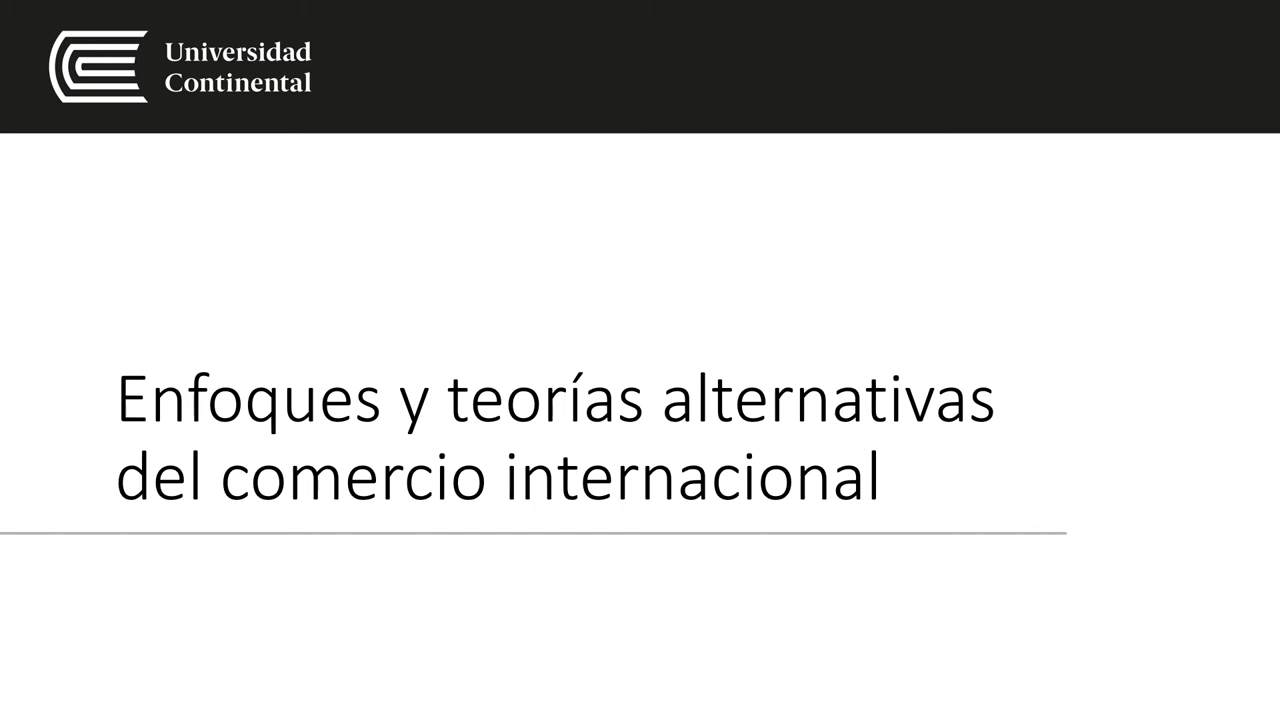 Universidad
Continental
Enfoques y teorías alternativas
del comercio internacional